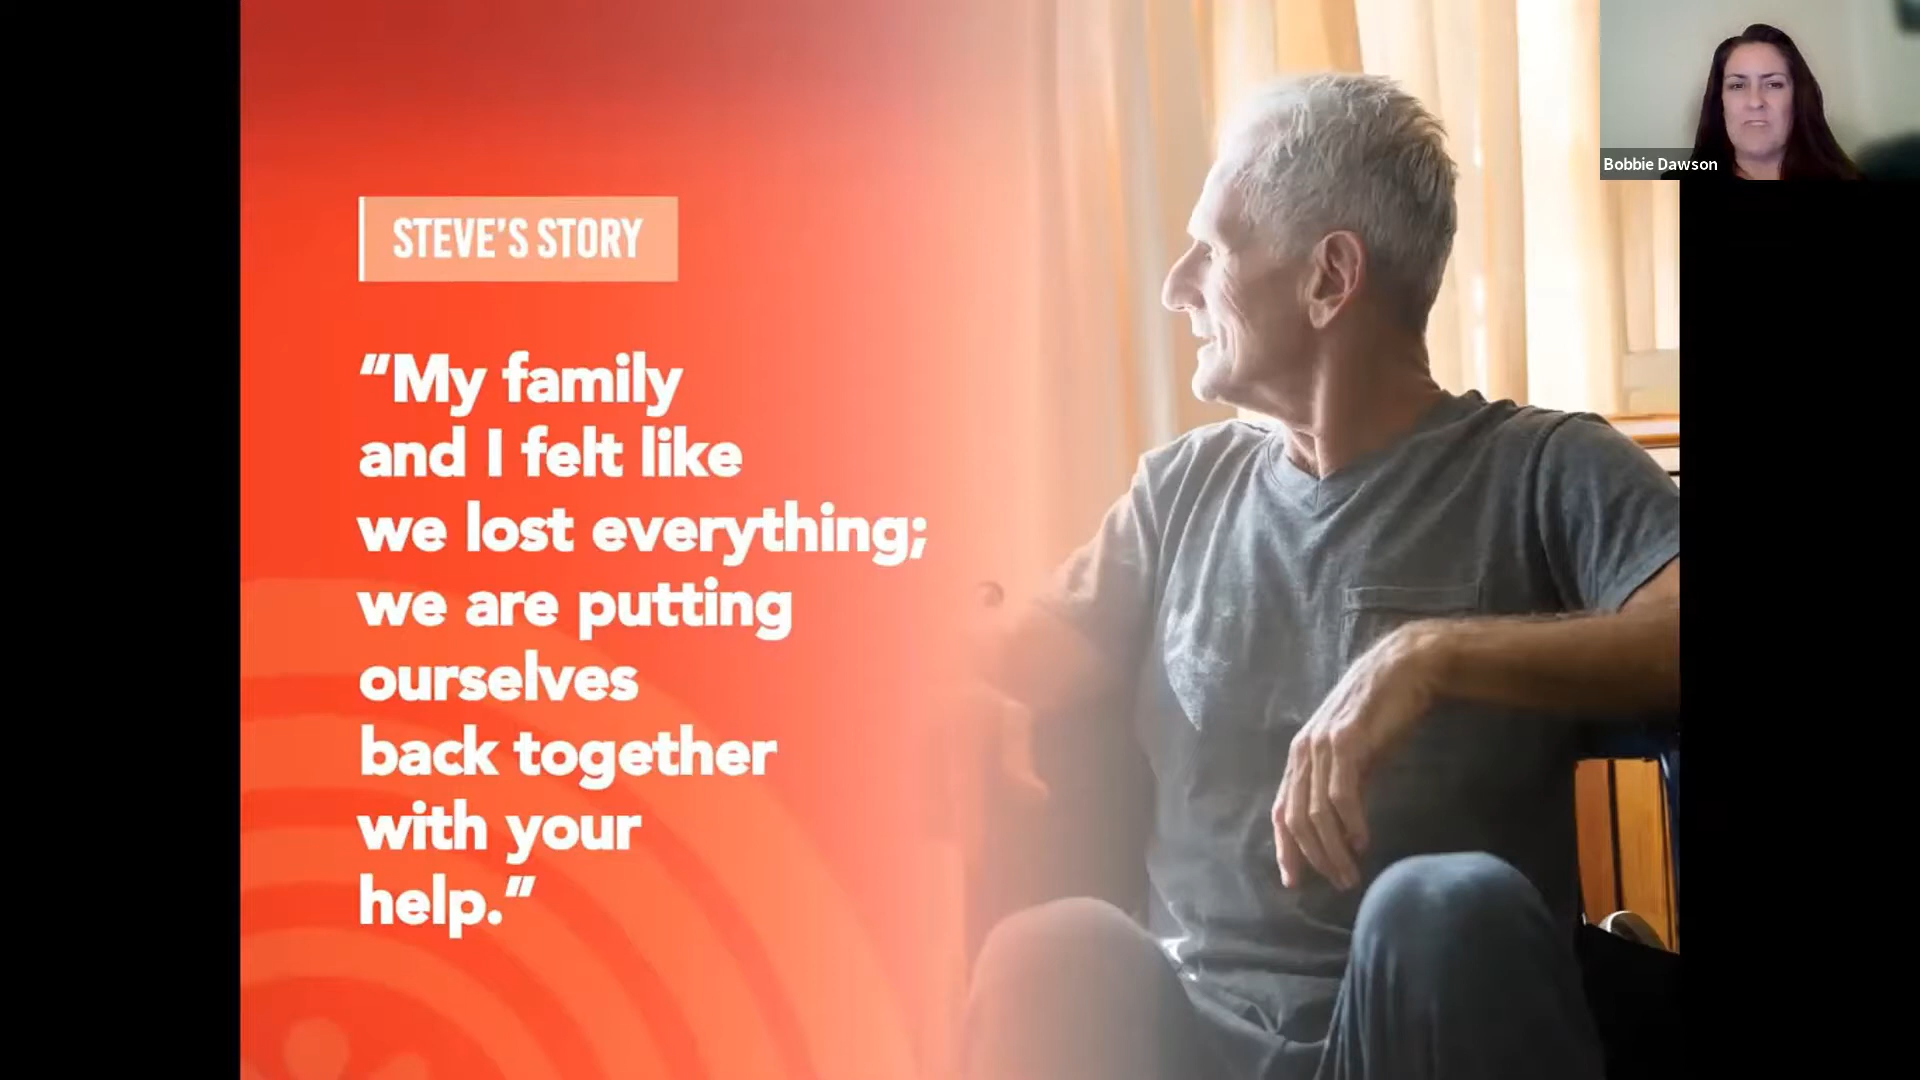 Bobbie Dawson
STEVE'S STORY
“My family
and I felt like
we lost everything;
we are putting
ourselves
back together
with your
help.”